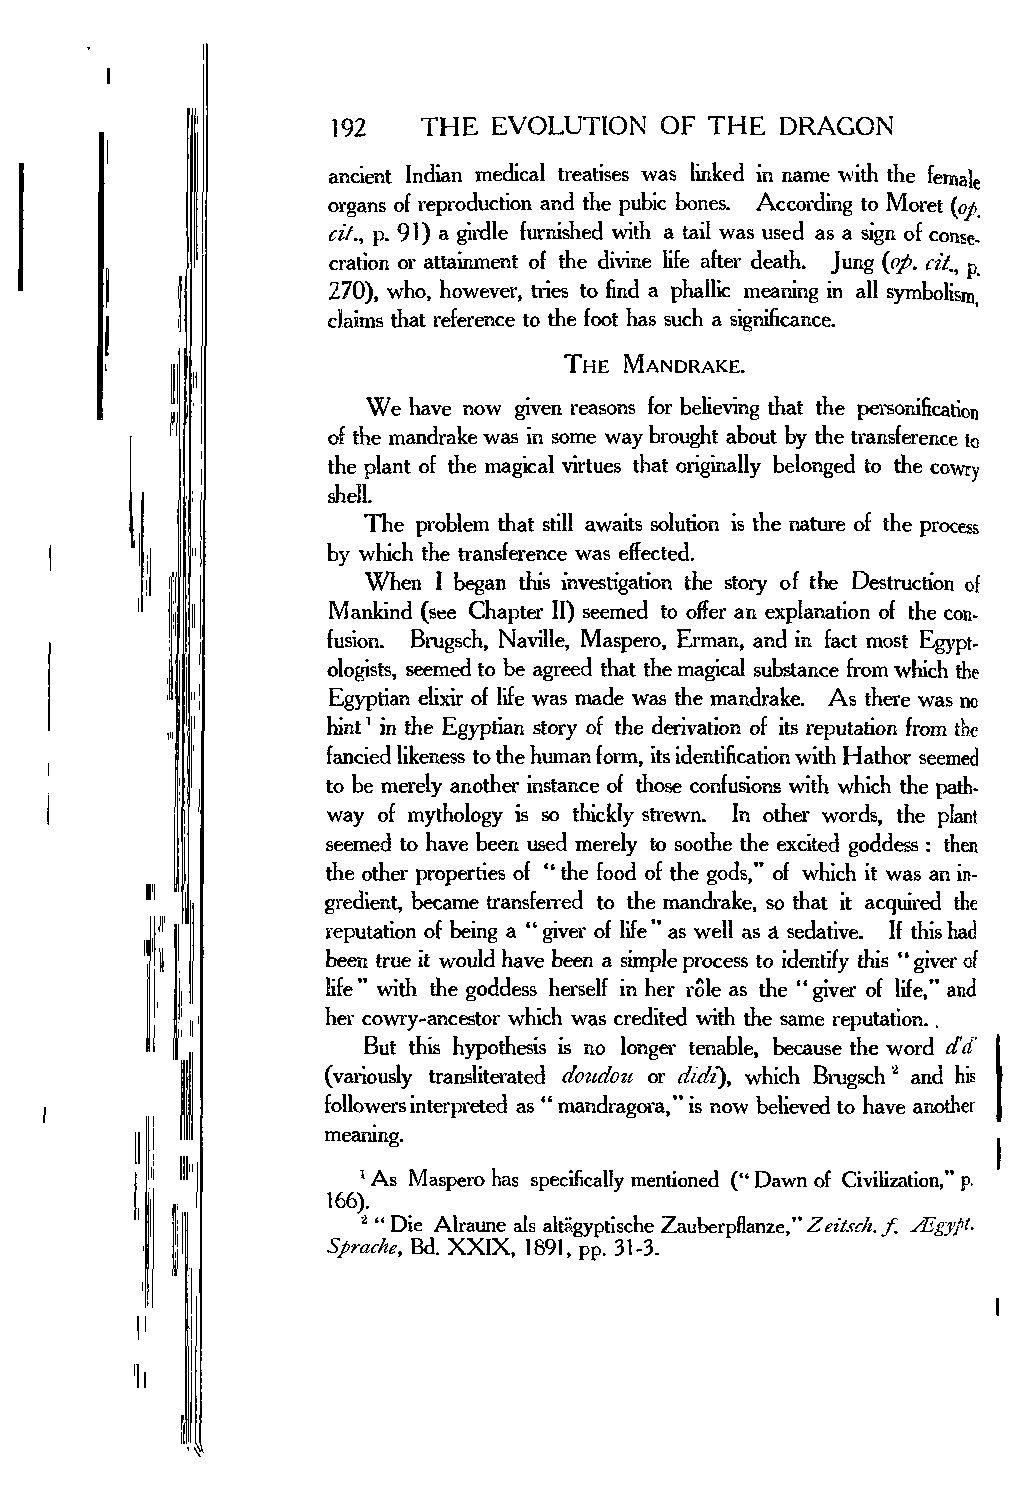 192 THE EVOLUTION OF THE DRAGON
ancient Indian medical treatises was linked in name with the female
organs of reproduction and the pubic bones. According to Moret (op.
cit., p. 91) a girdle furnished with a tail was used as a sign of conse-
cration or attainment of the divine life after death. Jung (op. cit., p.
270), who, however, tries to find a phallic meaning in all symbolism,
claims that reference to the foot has such a significance.
THE MANDRAKE.
We have now given reasons for believing that the personification
of the mandrake was in some way brought about by the transference to
the plant of the magical virtues that originally belonged to the cowry
shell.
The problem that still awaits solution is the nature of the process
by which the transference was effected.
When I began this investigation the story of the Destruction of
Mankind (see Chapter II) seemed to offer an explanation of the con-
fusion. Brugsch, Naville, Maspero, Erman, and in fact most Egypt-
ologists, seemed to be agreed that the magical substance from which the
Egyptian elixir of life was made was the mandrake. As there was no
hint¹ in the Egyptian story of the derivation of its reputation from the
fancied likeness to the human form, its identification with Hathor seemed
to be merely another instance of those confusions with which the path-
way of mythology is so thickly strewn. In other words, the plant
seemed to have been used merely to soothe the excited goddess : then
the other properties of "the food of the gods," of which it was an in-
gredient, became transferred to the mandrake, so that it acquired the
reputation of being a "giver of life" as well as a sedative. If this had
been true it would have been a simple process to identify this "giver of
life" with the goddess herself in her rôle as the "giver of life," and
her cowry-ancestor which was credited with the same reputation.
But this hypothesis is no longer tenable, because the word d'd'
(variously transliterated doudou or didi), which Brugsch² and his
followers interpreted as "mandragora," is now believed to have another
meaning.
¹ As Maspero has specifically mentioned ("Dawn of Civilization," p.
166).
² "Die Alraune als altägyptische Zauberpflanze," Zeitsch. f. Ægypt.
Sprache, Bd. XXIX, 1891, pp. 31-3.